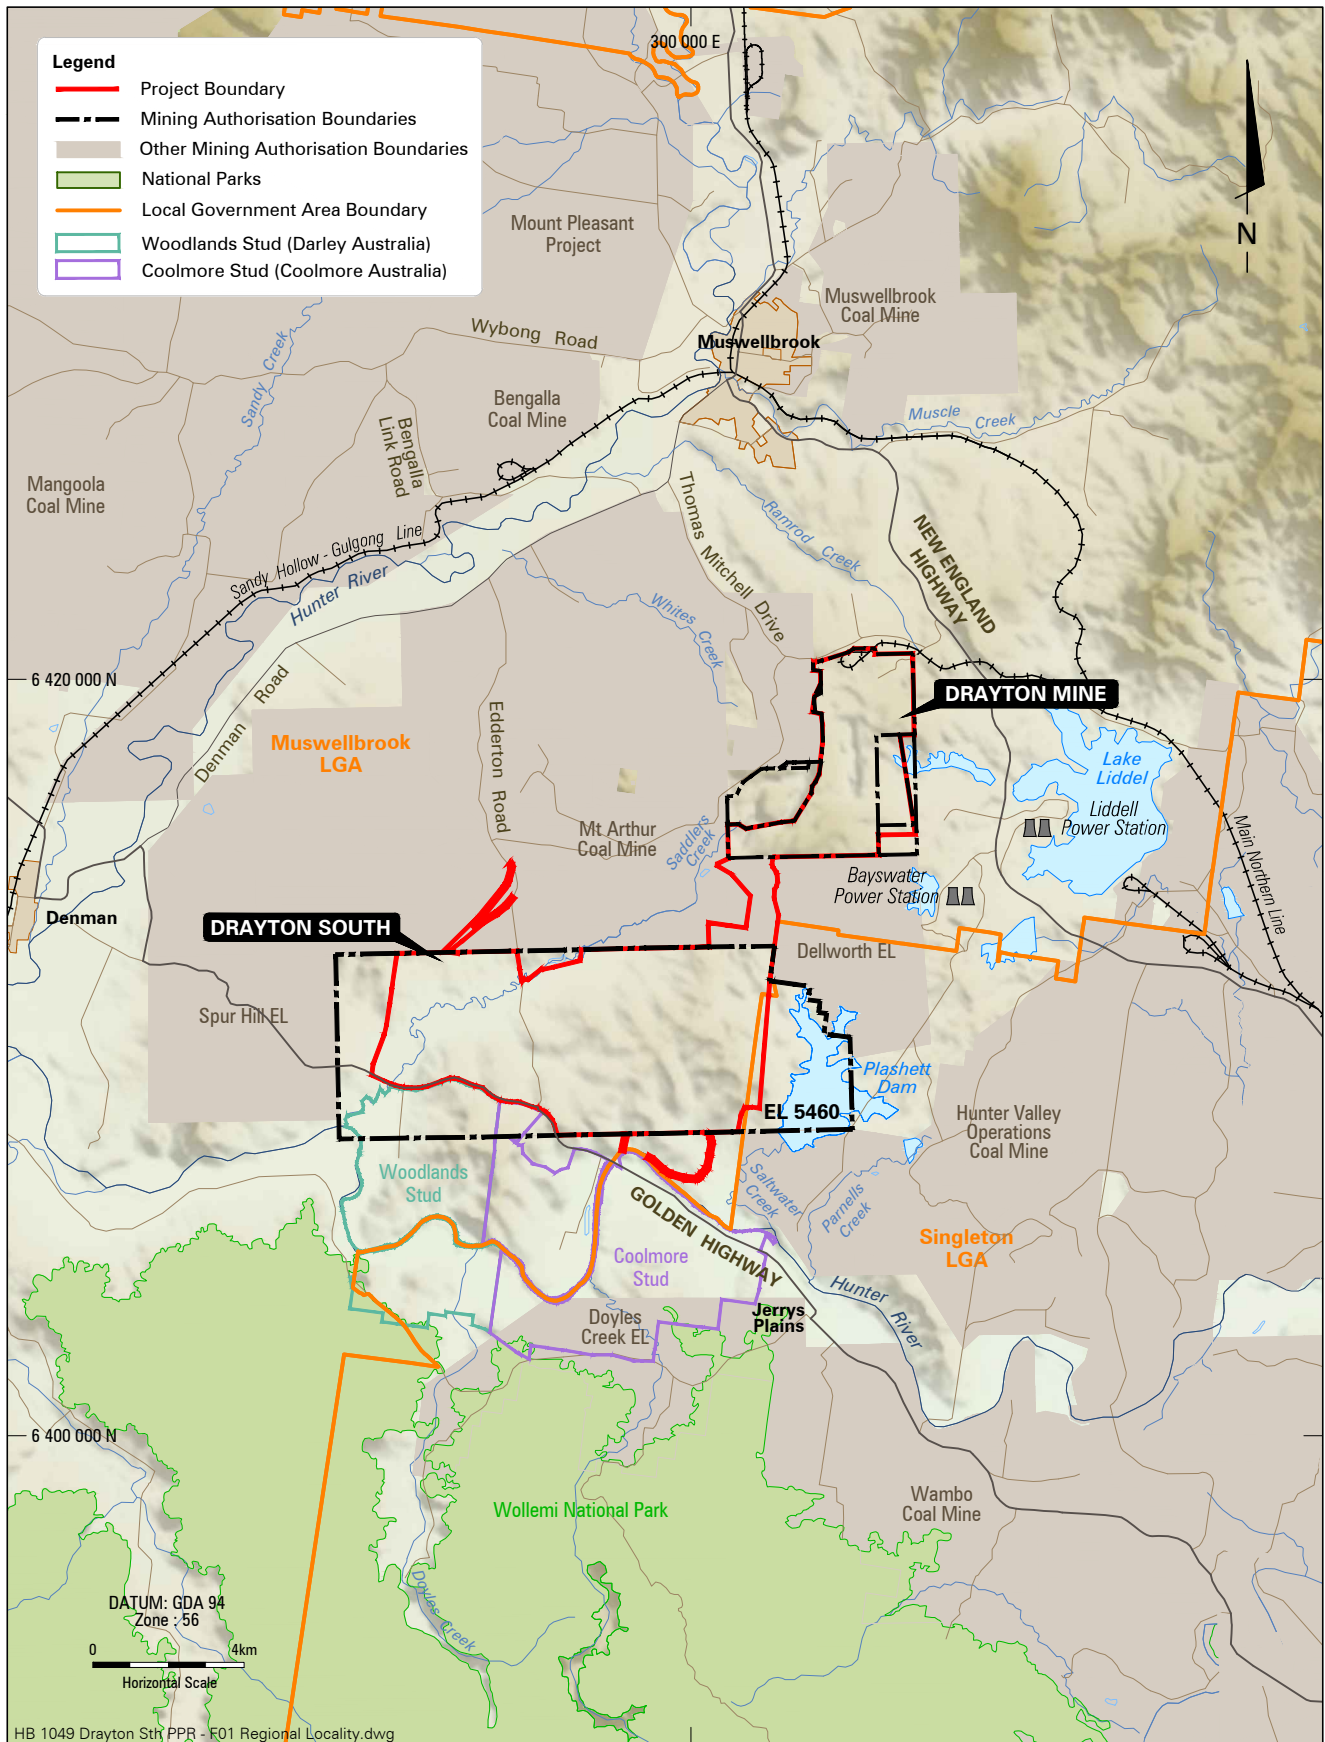 300 000 E
Legend
Project Boundary
Mining Authorisation Boundaries
Other Mining Authorisation Boundaries
National Parks
Local Government Area Boundary
Woodlands Stud (Darley Australia)
Coolmore Stud (Coolmore Australia)
N
Mount Pleasant
Project
Muswellbrook
Coal Mine
Sandy Creek
Wybong Road
Muswellbrook
Bengalla
Coal Mine
Muscle Creek
Bengalla
Link Road
Mangoola
Coal Mine
Thomas Mitchell Drive
Ramrod Creek
NEW ENGLAND
HIGHWAY
Sandy Hollow - Gulgong Line
Hunter River
Whites Creek
6 420 000 N
DRAYTON MINE
Denman Road
Edderton Road
Muswellbrook
LGA
Lake
Liddel
Liddell
Power Station
Mt Arthur
Coal Mine
Saddlers
Creek
Main Northern Line
Bayswater
Power Station
Denman
DRAYTON SOUTH
Dellworth EL
Spur Hill EL
Plashett
Dam
EL 5460
Hunter Valley
Operations
Coal Mine
Woodlands
Stud
Saltwater
Creek
Parnells
Creek
GOLDEN HIGHWAY
Singleton
LGA
Coolmore
Stud
Hunter River
Doyles
Creek EL
Jerrys
Plains
6 400 000 N
Wambo
Coal Mine
Wollemi National Park
Doyles Creek
DATUM: GDA 94
Zone : 56
0 4km
Horizontal Scale
HB 1049 Drayton Sth PPR - F01 Regional Locality.dwg